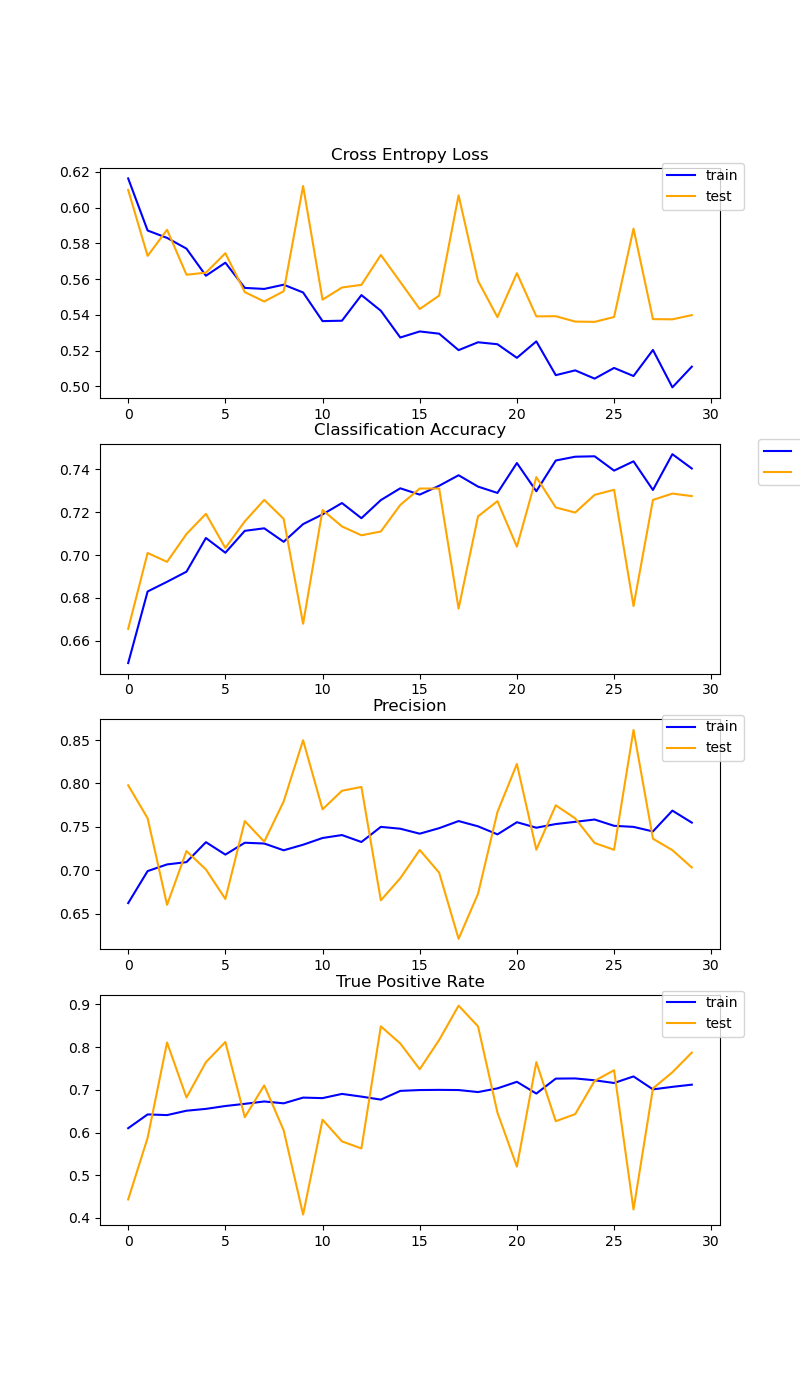 Cross Entropy Loss
0.62
0.60
0.58
0.56
0.54
0.52
0.50
train
test
0 5 10 15 20 25 30
Classification Accuracy
0.74
0.72
0.70
0.68
0.66
0 5 10 15 20 25 30
Precision
0.85
0.80
0.75
0.70
0.65
train
test
0 5 10 15 20 25 30
True Positive Rate
0.9
0.8
0.7
0.6
0.5
0.4
train
test
0 5 10 15 20 25 30